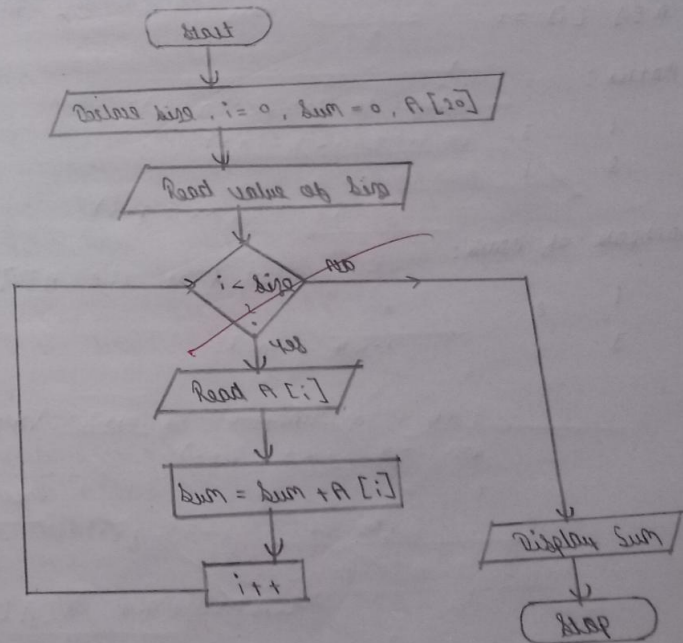 Start
Declare Size, i = 0, Sum = 0, A [20]
Read value of Size
i < Size
NO
Yes
Read A [i]
Sum = Sum + A [i]
i++
Display Sum
Stop